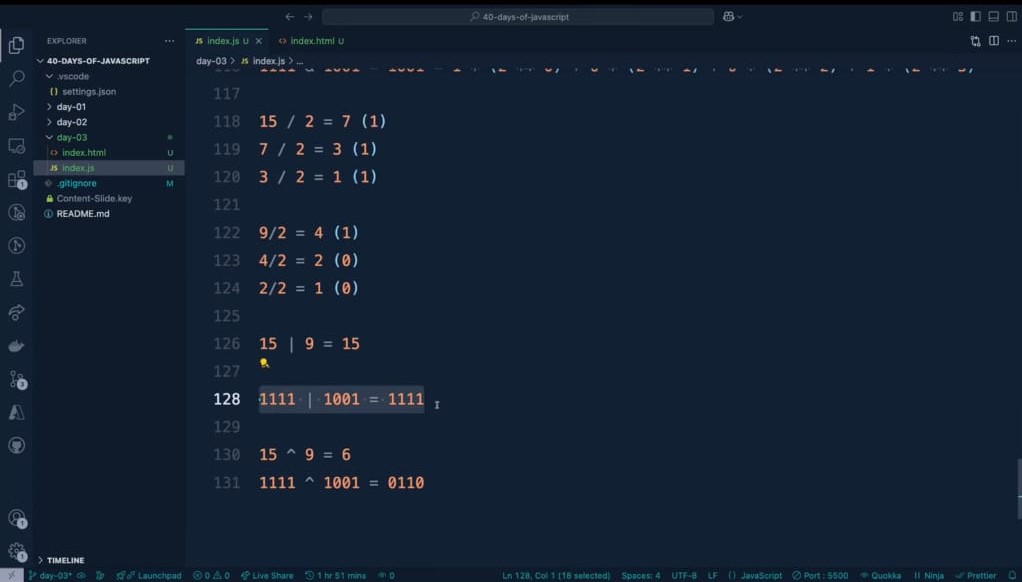 40-days-of-javascript
EXPLORER
JS index.js U
<> index.html U
day-03 > JS index.js > ...
40-DAYS-OF-JAVASCRIPT
.vscode
{} settings.json
day-01
day-02
day-03
<> index.html U
JS index.js U
.gitignore M
Content-Slide.key
README.md
117
118 15 / 2 = 7 (1)
119 7 / 2 = 3 (1)
120 3 / 2 = 1 (1)
121
122 9/2 = 4 (1)
123 4/2 = 2 (0)
124 2/2 = 1 (0)
125
126 15 | 9 = 15
127
128 1111 | 1001 = 1111
129
130 15 ^ 9 = 6
131 1111 ^ 1001 = 0110
1
3
1
1
TIMELINE
day-03* Launchpad 0 0 Live Share 1 hr 51 mins 0 Ln 128, Col 1 (18 selected) Spaces: 4 UTF-8 LF {} JavaScript Port : 5500 Quokka Ninja Prettier